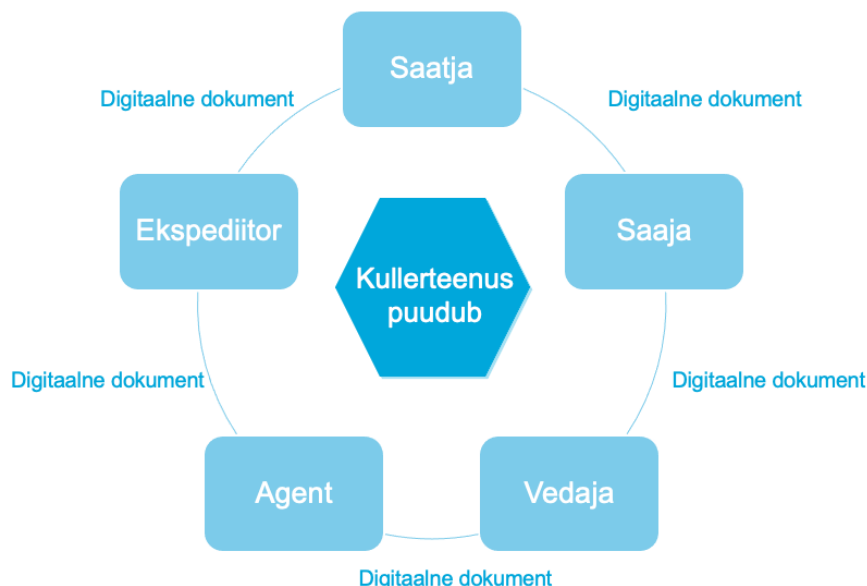 Saatja
Digitaalne dokument
Digitaalne dokument
Ekspediitor
Saaja
Kullerteenus
puudub
Digitaalne dokument
Digitaalne dokument
Agent
Vedaja
Digitaalne dokument